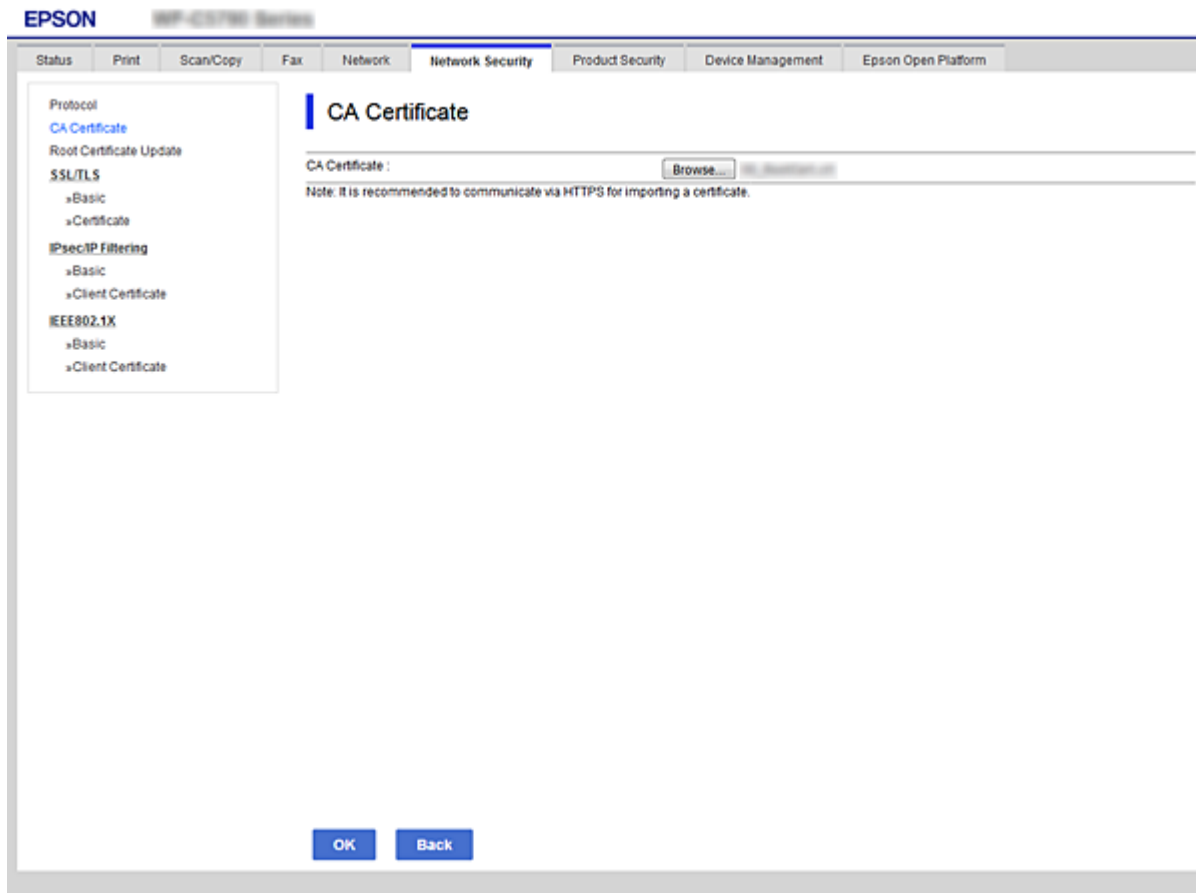 EPSON
Status Print Scan/Copy Fax Network Network Security Product Security Device Management Epson Open Platform
Protocol
CA Certificate
Root Certificate Update
SSL/TLS
»Basic
»Certificate
IPsec/IP Filtering
»Basic
»Client Certificate
IEEE802.1X
»Basic
»Client Certificate
CA Certificate
CA Certificate : Browse...
Note: It is recommended to communicate via HTTPS for importing a certificate.
OK Back